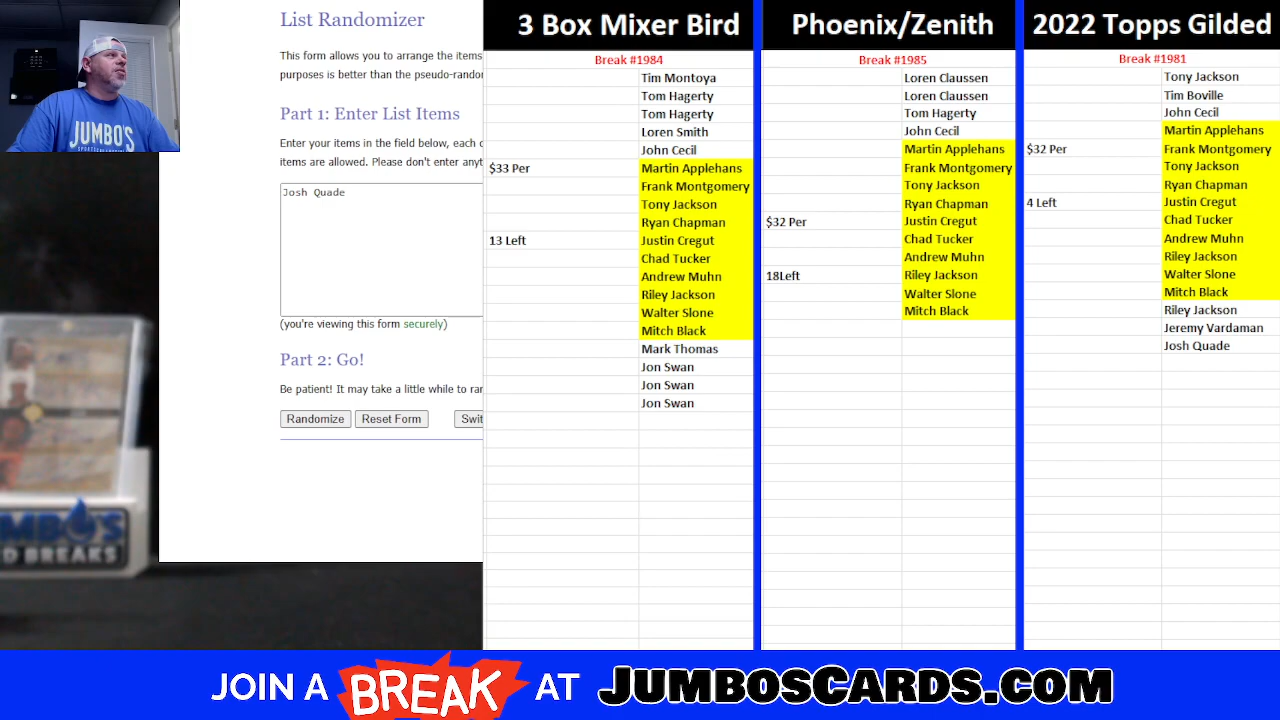 List Randomizer
This form allows you to arrange the items
purposes is better than the pseudo-rando
Part 1: Enter List Items
Enter your items in the field below, each o
items are allowed. Please don't enter anyt
Josh Quade
(you're viewing this form securely)
Part 2: Go!
Be patient! It may take a little while to rar
Randomize Reset Form Swit
JUMBO'S
3 Box Mixer Bird
Break #1984
Tim Montoya
Tom Hagerty
Tom Hagerty
Loren Smith
John Cecil
$33 Per Martin Applehans
Frank Montgomery
Tony Jackson
Ryan Chapman
13 Left Justin Cregut
Chad Tucker
Andrew Muhn
Riley Jackson
Walter Slone
Mitch Black
Mark Thomas
Jon Swan
Jon Swan
Jon Swan
Phoenix/Zenith
Break #1985
Loren Claussen
Loren Claussen
Tom Hagerty
John Cecil
Martin Applehans
Frank Montgomery
Tony Jackson
Ryan Chapman
$32 Per Justin Cregut
Chad Tucker
Andrew Muhn
18Left Riley Jackson
Walter Slone
Mitch Black
2022 Topps Gilded
Break #1981
Tony Jackson
Tim Boville
John Cecil
Martin Applehans
$32 Per Frank Montgomery
Tony Jackson
Ryan Chapman
4 Left Justin Cregut
Chad Tucker
Andrew Muhn
Riley Jackson
Walter Slone
Mitch Black
Riley Jackson
Jeremy Vardaman
Josh Quade
MBO'S
D BREAKS
JOIN A BREAK AT JUMBOSCARDS.COM